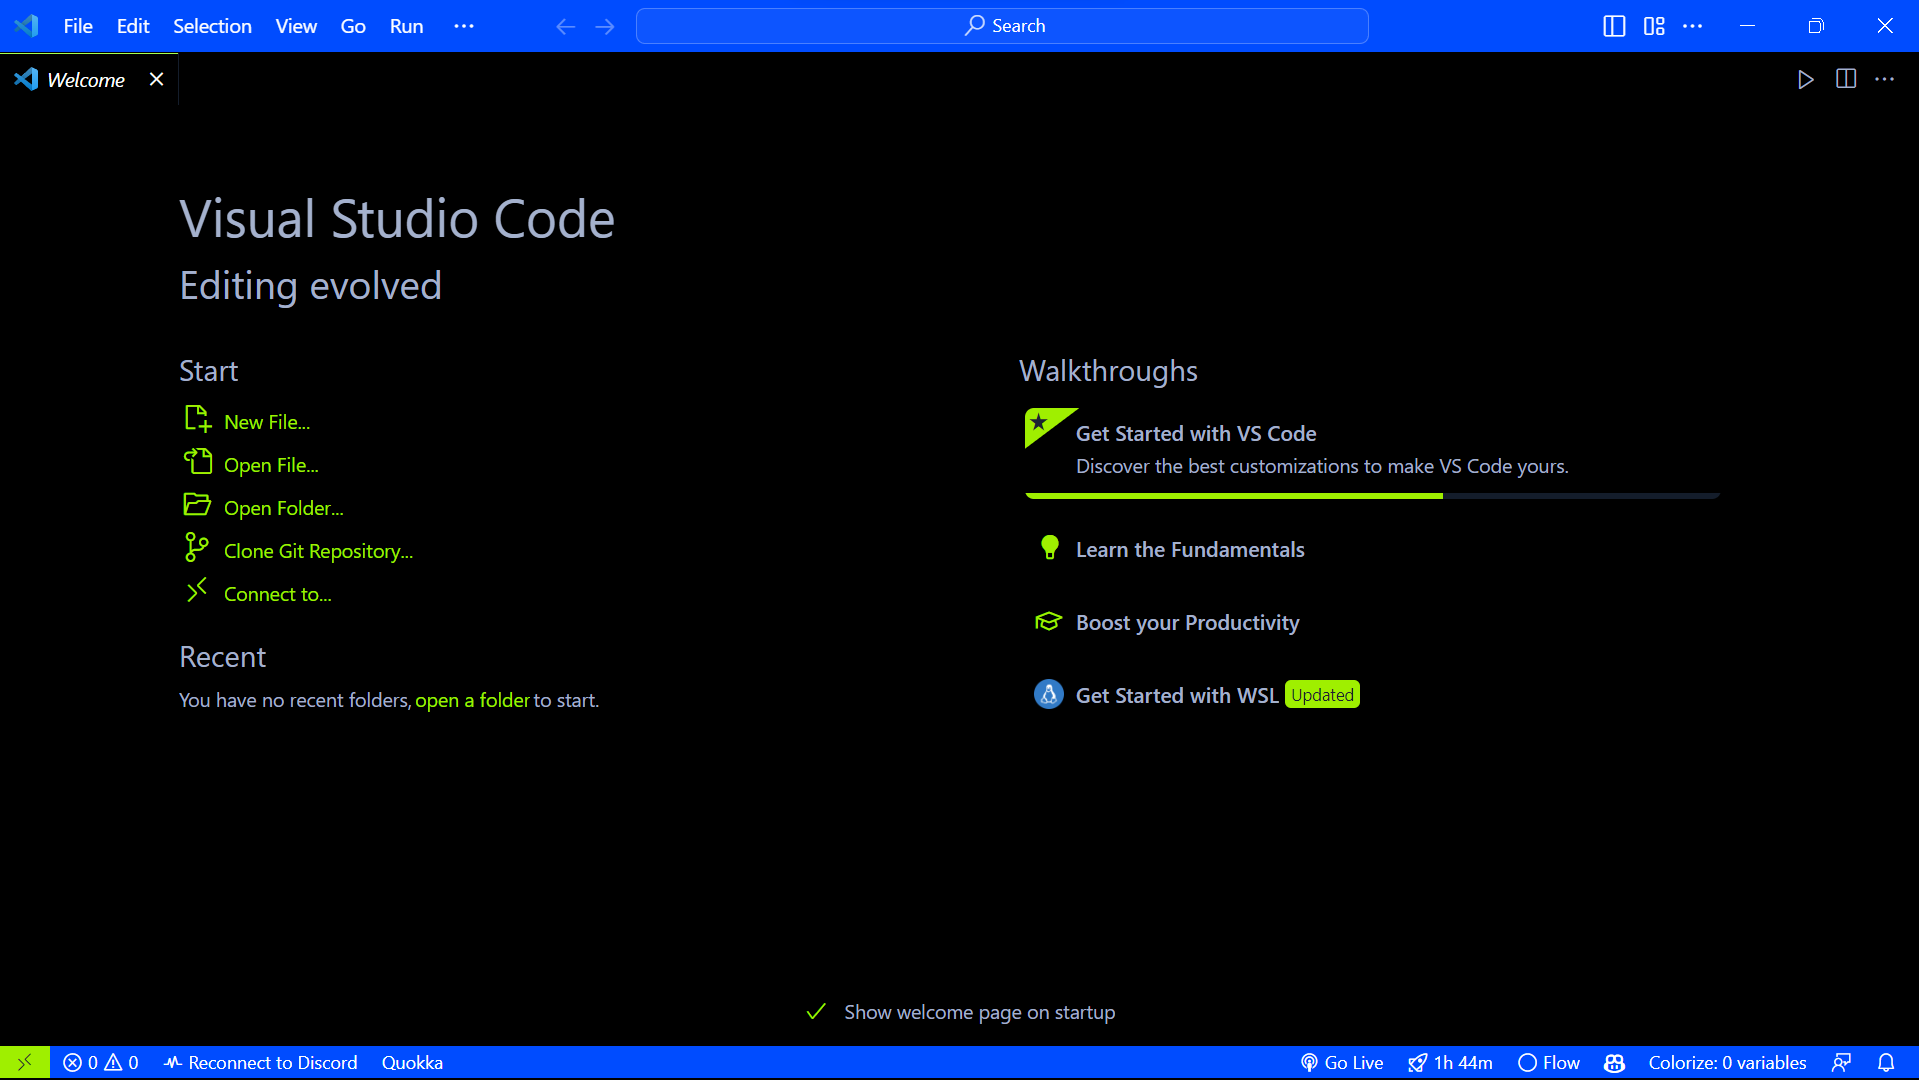 File Edit Selection View Go Run ··· Search
Welcome
Visual Studio Code
Editing evolved
Start
New File...
Open File...
Open Folder...
Clone Git Repository...
Connect to...
Recent
You have no recent folders, open a folder to start.
Walkthroughs
Get Started with VS Code
Discover the best customizations to make VS Code yours.
Learn the Fundamentals
Boost your Productivity
Get Started with WSL Updated
Show welcome page on startup
0 0 Reconnect to Discord Quokka Go Live 1h 44m Flow Colorize: 0 variables